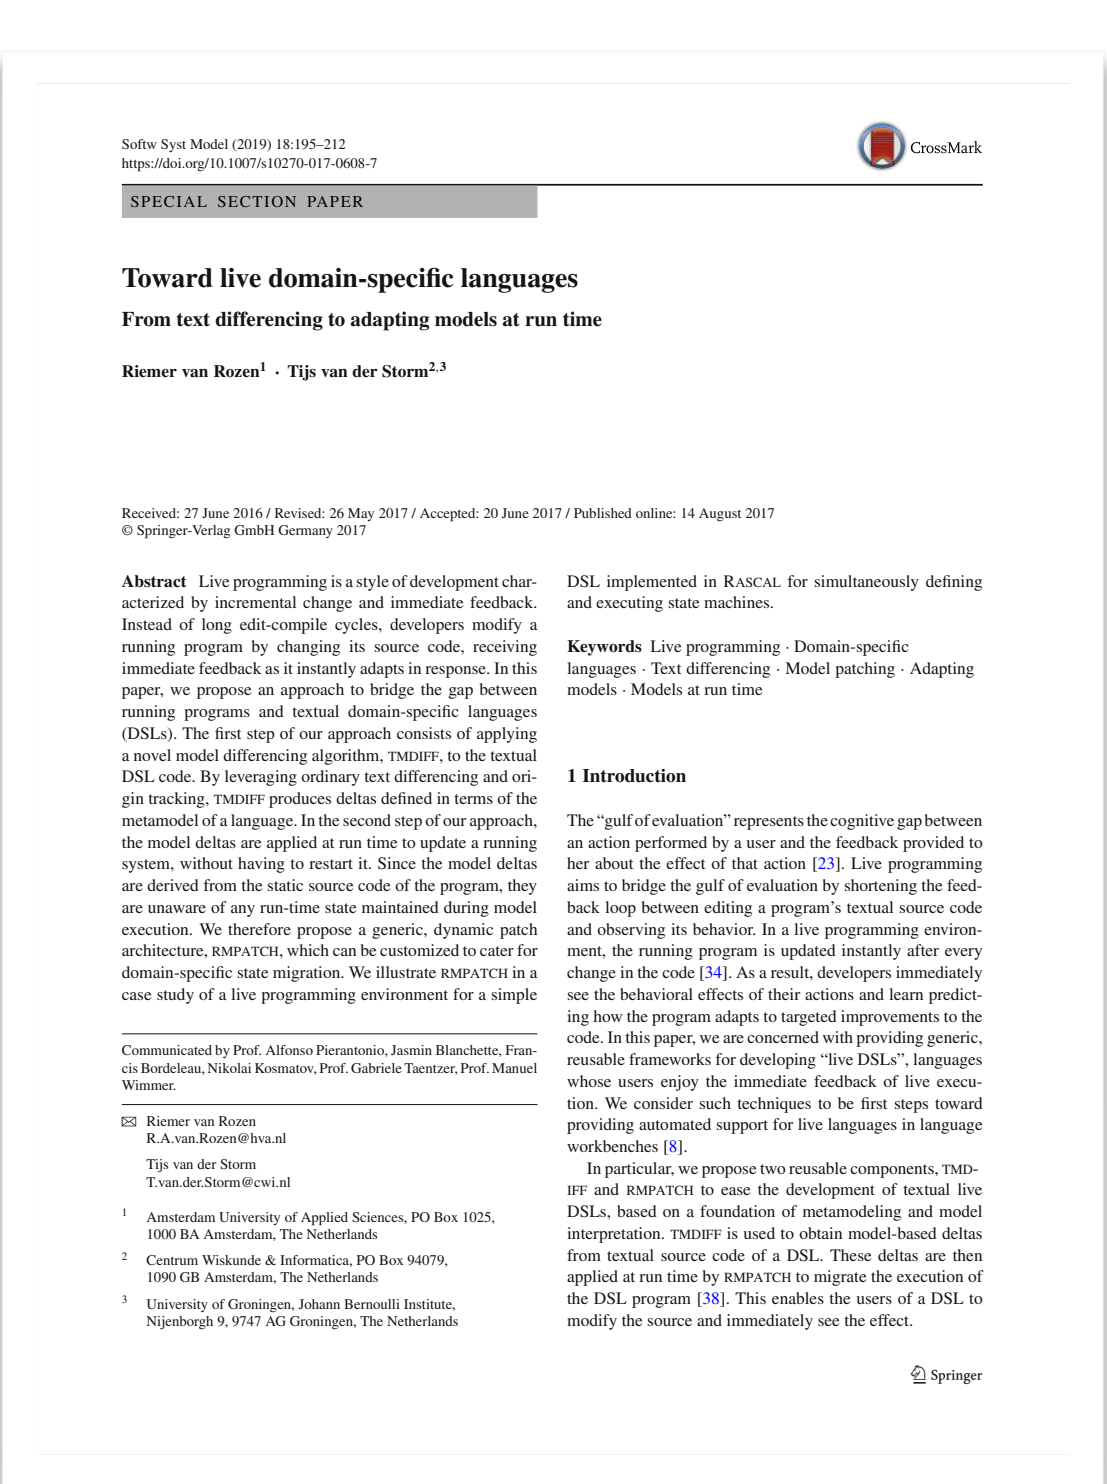 Softw Syst Model (2019) 18:195–212
https://doi.org/10.1007/s10270-017-0608-7
CrossMark
SPECIAL SECTION PAPER
Toward live domain-specific languages
From text differencing to adapting models at run time
Riemer van Rozen1 · Tijs van der Storm2,3
Received: 27 June 2016 / Revised: 26 May 2017 / Accepted: 20 June 2017 / Published online: 14 August 2017
© Springer-Verlag GmbH Germany 2017
Abstract Live programming is a style of development char-
acterized by incremental change and immediate feedback.
Instead of long edit-compile cycles, developers modify a
running program by changing its source code, receiving
immediate feedback as it instantly adapts in response. In this
paper, we propose an approach to bridge the gap between
running programs and textual domain-specific languages
(DSLs). The first step of our approach consists of applying
a novel model differencing algorithm, TMDIFF, to the textual
DSL code. By leveraging ordinary text differencing and ori-
gin tracking, TMDIFF produces deltas defined in terms of the
metamodel of a language. In the second step of our approach,
the model deltas are applied at run time to update a running
system, without having to restart it. Since the model deltas
are derived from the static source code of the program, they
are unaware of any run-time state maintained during model
execution. We therefore propose a generic, dynamic patch
architecture, RMPATCH, which can be customized to cater for
domain-specific state migration. We illustrate RMPATCH in a
case study of a live programming environment for a simple
DSL implemented in RASCAL for simultaneously defining
and executing state machines.
Keywords Live programming · Domain-specific
languages · Text differencing · Model patching · Adapting
models · Models at run time
Communicated by Prof. Alfonso Pierantonio, Jasmin Blanchette, Fran-
cis Bordeleau, Nikolai Kosmatov, Prof. Gabriele Taentzer, Prof. Manuel
Wimmer.
Riemer van Rozen
R.A.van.Rozen@hva.nl
Tijs van der Storm
T.van.der.Storm@cwi.nl
1 Amsterdam University of Applied Sciences, PO Box 1025,
1000 BA Amsterdam, The Netherlands
2 Centrum Wiskunde & Informatica, PO Box 94079,
1090 GB Amsterdam, The Netherlands
3 University of Groningen, Johann Bernoulli Institute,
Nijenborgh 9, 9747 AG Groningen, The Netherlands
1 Introduction
The “gulf of evaluation” represents the cognitive gap between
an action performed by a user and the feedback provided to
her about the effect of that action [23]. Live programming
aims to bridge the gulf of evaluation by shortening the feed-
back loop between editing a program’s textual source code
and observing its behavior. In a live programming environ-
ment, the running program is updated instantly after every
change in the code [34]. As a result, developers immediately
see the behavioral effects of their actions and learn predict-
ing how the program adapts to targeted improvements to the
code. In this paper, we are concerned with providing generic,
reusable frameworks for developing “live DSLs”, languages
whose users enjoy the immediate feedback of live execu-
tion. We consider such techniques to be first steps toward
providing automated support for live languages in language
workbenches [8].
In particular, we propose two reusable components, TMD-
IFF and RMPATCH to ease the development of textual live
DSLs, based on a foundation of metamodeling and model
interpretation. TMDIFF is used to obtain model-based deltas
from textual source code of a DSL. These deltas are then
applied at run time by RMPATCH to migrate the execution of
the DSL program [38]. This enables the users of a DSL to
modify the source and immediately see the effect.
Springer